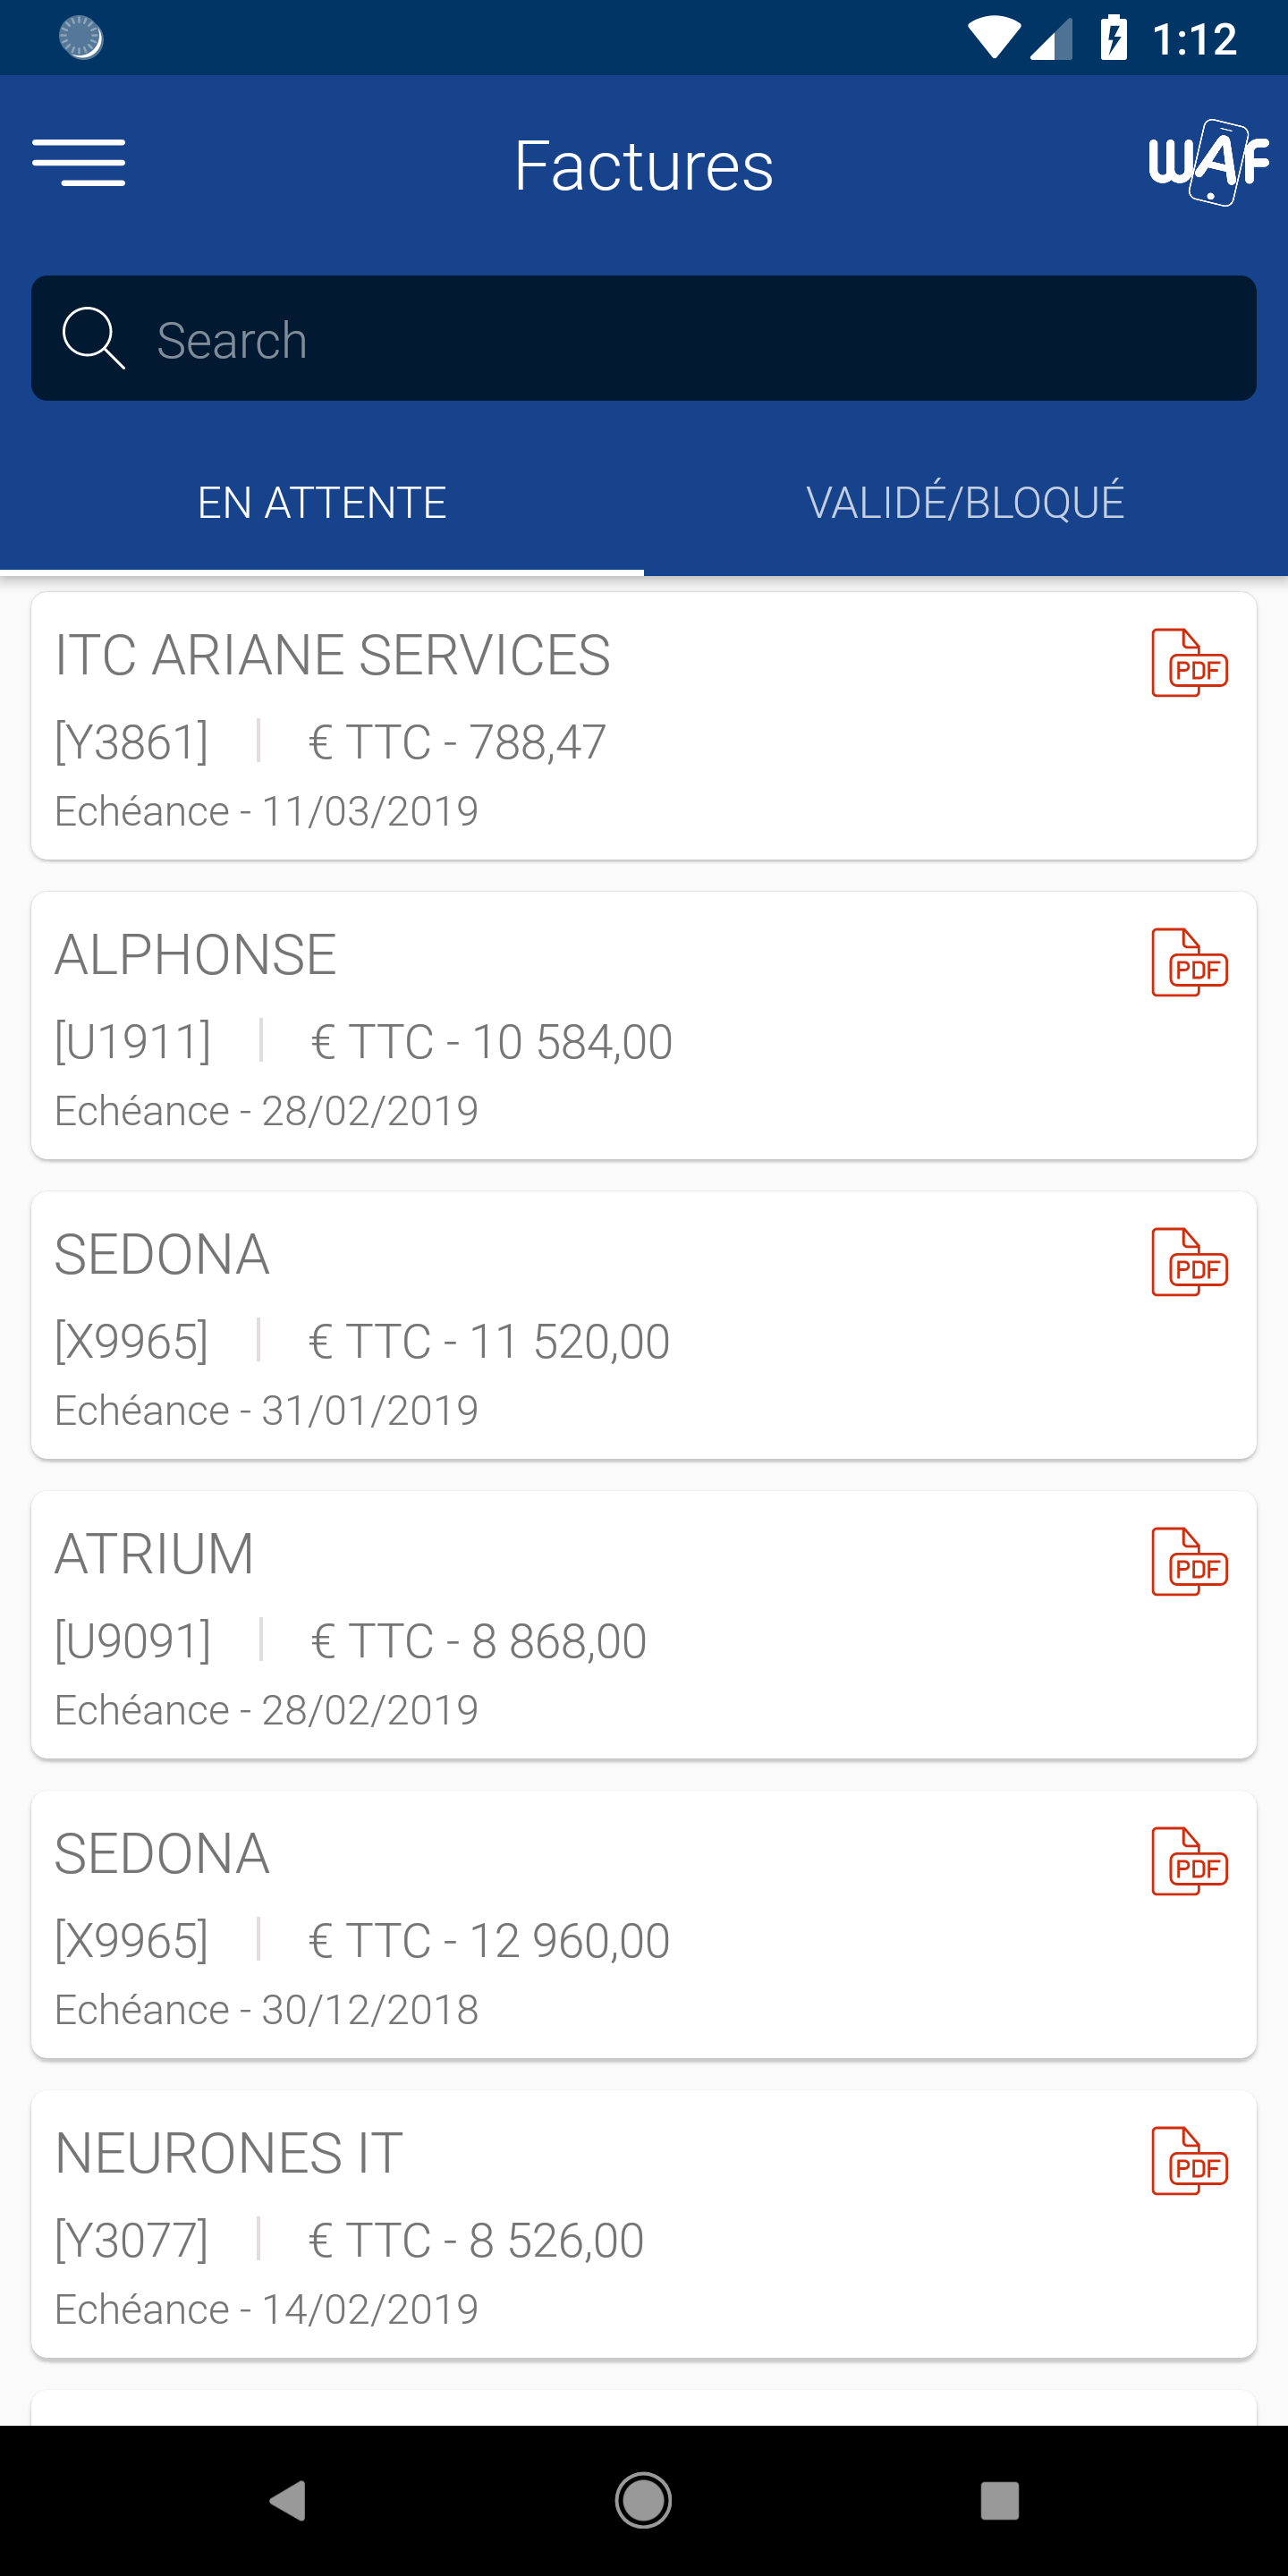 1:12
Factures
WAF
Search
EN ATTENTE
VALIDÉ/BLOQUÉ
ITC ARIANE SERVICES
PDF
[Y3861] | € TTC - 788,47
Echéance - 11/03/2019
ALPHONSE
PDF
[U1911] | € TTC - 10 584,00
Echéance - 28/02/2019
SEDONA
PDF
[X9965] | € TTC - 11 520,00
Echéance - 31/01/2019
ATRIUM
PDF
[U9091] | € TTC - 8 868,00
Echéance - 28/02/2019
SEDONA
PDF
[X9965] | € TTC - 12 960,00
Echéance - 30/12/2018
NEURONES IT
PDF
[Y3077] | € TTC - 8 526,00
Echéance - 14/02/2019